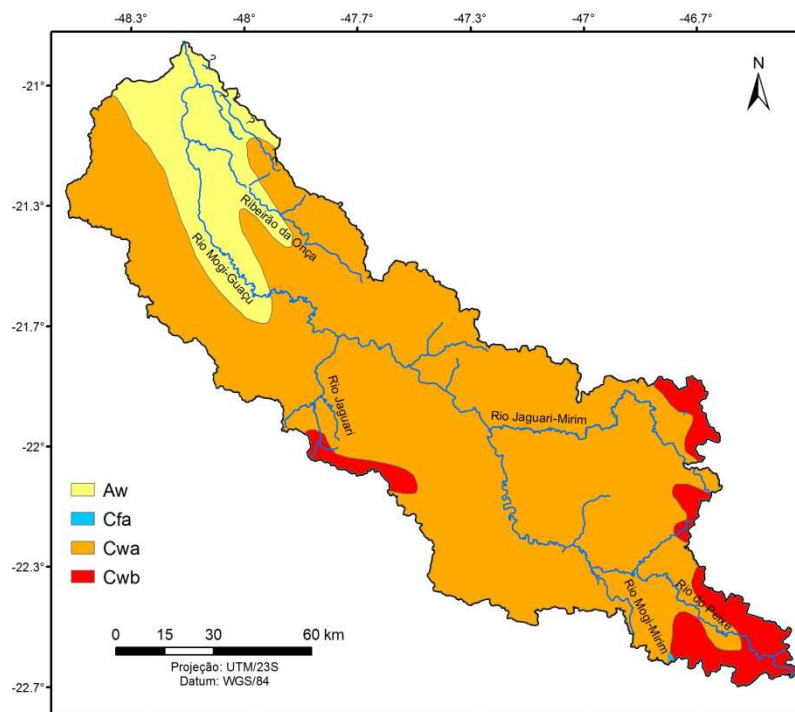 -48.3°
-48°
-47.7°
-47.3°
-47°
-46.7°
-21°
-21.3°
-21.7°
-22°
-22.3°
-22.7°
N
Ribeirão da Onça
Rio Mogi-Guaçu
Rio Jaguari
Rio Jaguari-Mirim
Rio do Peixe
Rio Mogi-Mirim
Aw
Cfa
Cwa
Cwb
0 15 30 60 km
Projeção: UTM/23S
Datum: WGS/84